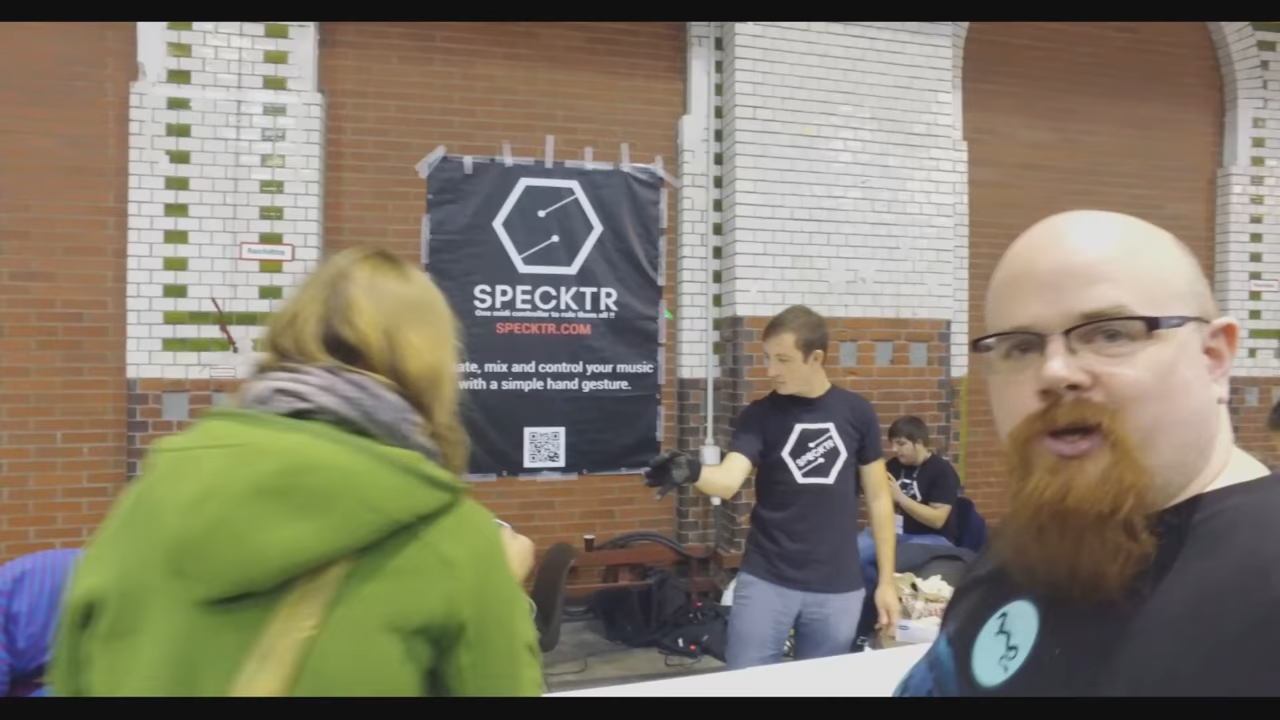 SPECKTR
One midi controller to rule them all !!
SPECKTR.COM
ate, mix and control your music
with a simple hand gesture.
SPECKTR